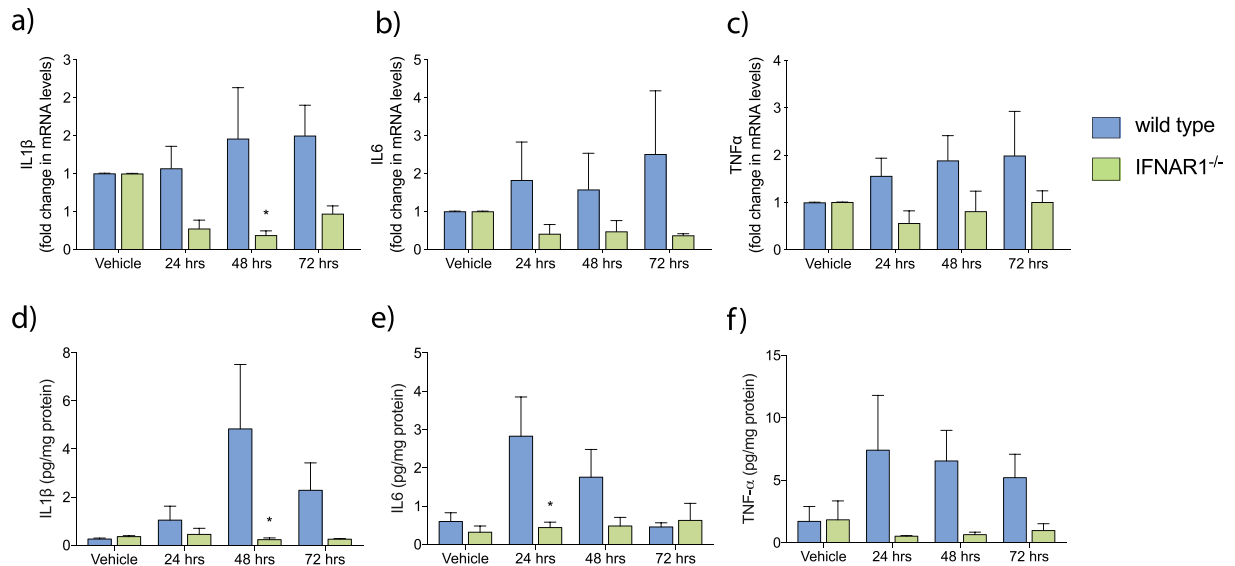 a)
IL1β
(fold change in mRNA levels)
3
2
2
1
1
0
Vehicle 24 hrs 48 hrs 72 hrs
*
b)
IL6
(fold change in mRNA levels)
5
4
3
2
1
0
Vehicle 24 hrs 48 hrs 72 hrs
c)
TNFα
(fold change in mRNA levels)
4
3
2
1
0
Vehicle 24 hrs 48 hrs 72 hrs
wild type
IFNAR1-/-
d)
IL1β (pg/mg protein)
8
6
4
2
0
Vehicle 24 hrs 48 hrs 72 hrs
*
e)
IL6 (pg/mg protein)
5
4
3
2
1
0
Vehicle 24 hrs 48 hrs 72 hrs
*
f)
TNF-α (pg/mg protein)
15
10
5
0
Vehicle 24 hrs 48 hrs 72 hrs